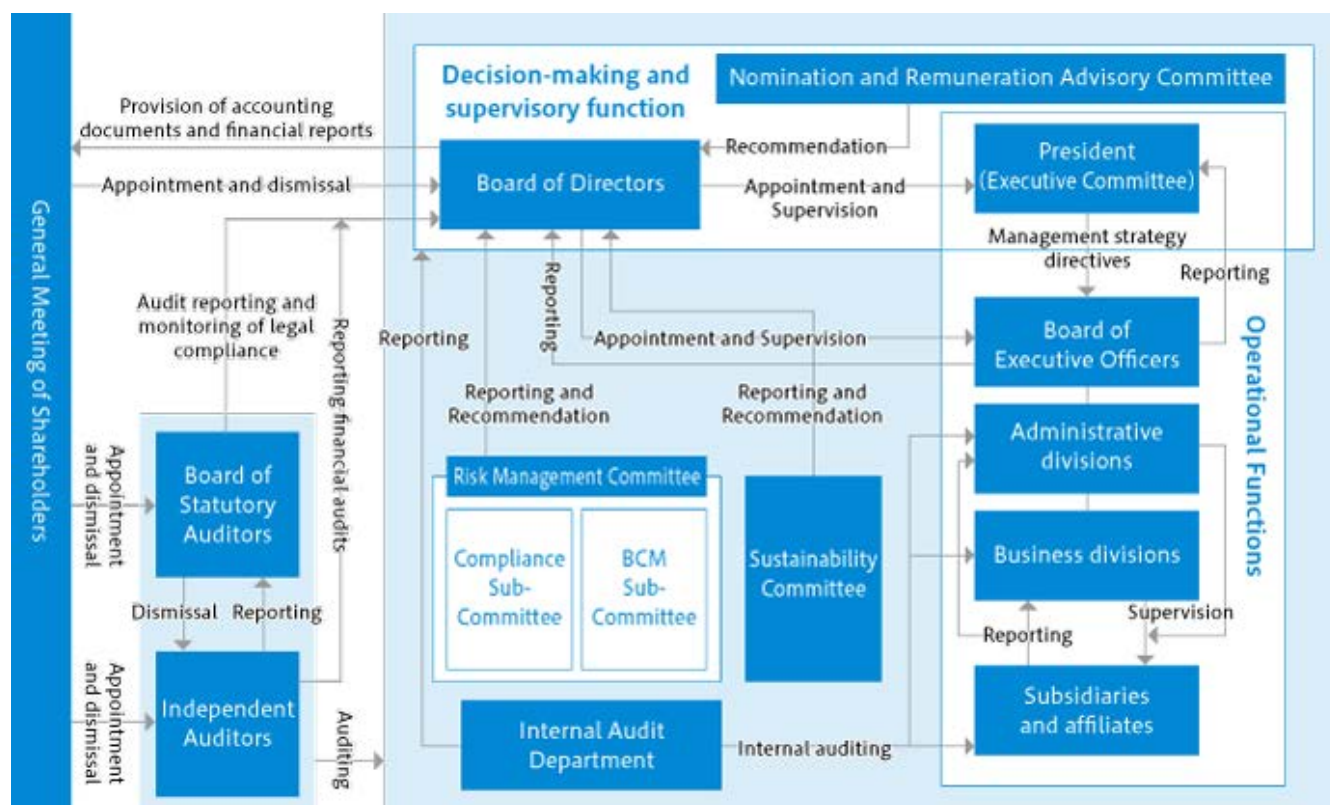 General Meeting of Shareholders
Provision of accounting
documents and financial reports
Appointment and dismissal
Audit reporting and
monitoring of legal
compliance
Reporting financial audits
Appointment
and dismissal
Board of
Statutory
Auditors
Dismissal
Reporting
Appointment
and dismissal
Independent
Auditors
Auditing
Decision-making and
supervisory function
Nomination and Remuneration Advisory Committee
Recommendation
Board of Directors
Appointment and
Supervision
President
(Executive Committee)
Management strategy
directives
Reporting
Reporting
Reporting
Appointment and Supervision
Board of
Executive Officers
Operational Functions
Reporting and
Recommendation
Reporting and
Recommendation
Risk Management Committee
Compliance
Sub-
Committee
BCM
Sub-
Committee
Sustainability
Committee
Administrative
divisions
Business divisions
Supervision
Reporting
Subsidiaries
and affiliates
Internal Audit
Department
Internal auditing